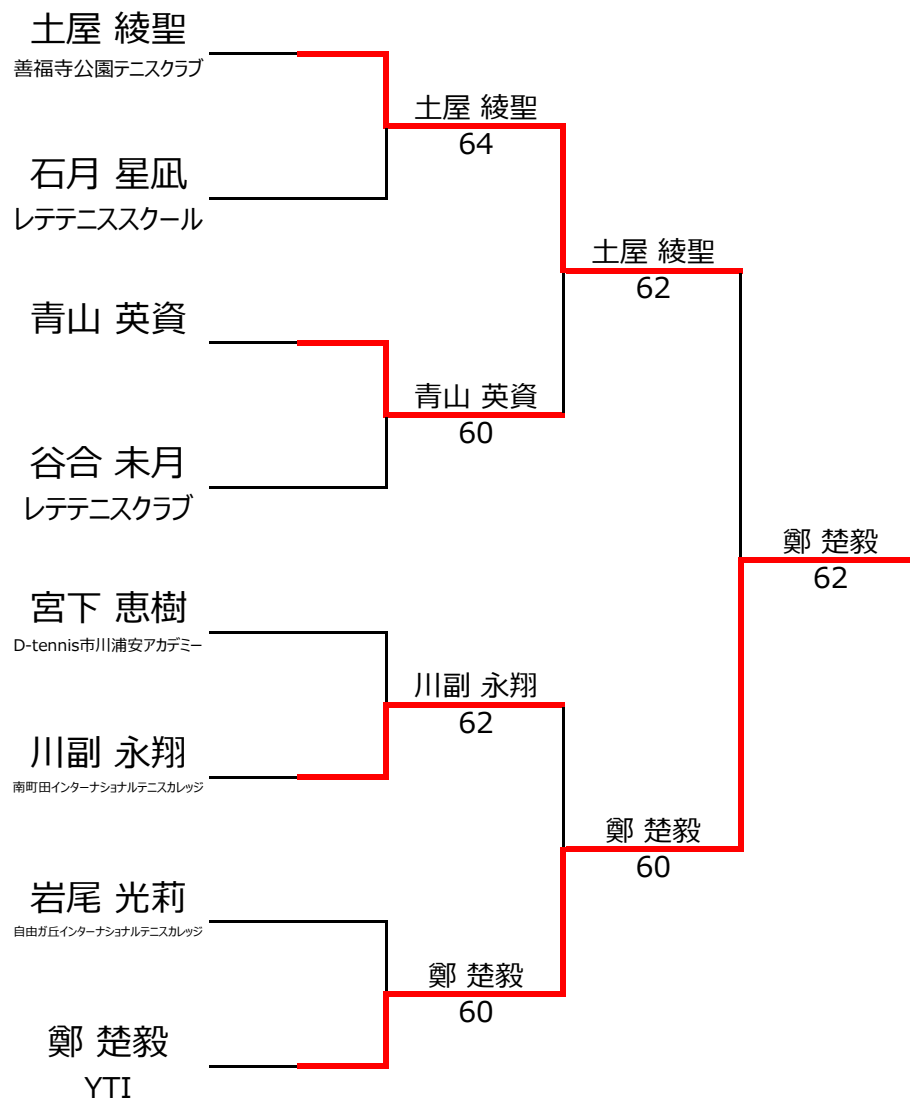 土屋 綾聖
善福寺公園テニスクラブ
石月 星凪
レテテニススクール
青山 英資
谷合 未月
レテテニスクラブ
宮下 恵樹
D-tennis市川浦安アカデミー
川副 永翔
南町田インターナショナルテニスカレッジ
岩尾 光莉
自由ガ丘インターナショナルテニスカレッジ
鄭 楚毅
YTI
土屋 綾聖
64
青山 英資
60
川副 永翔
62
鄭 楚毅
60
土屋 綾聖
62
鄭 楚毅
60
鄭 楚毅
62